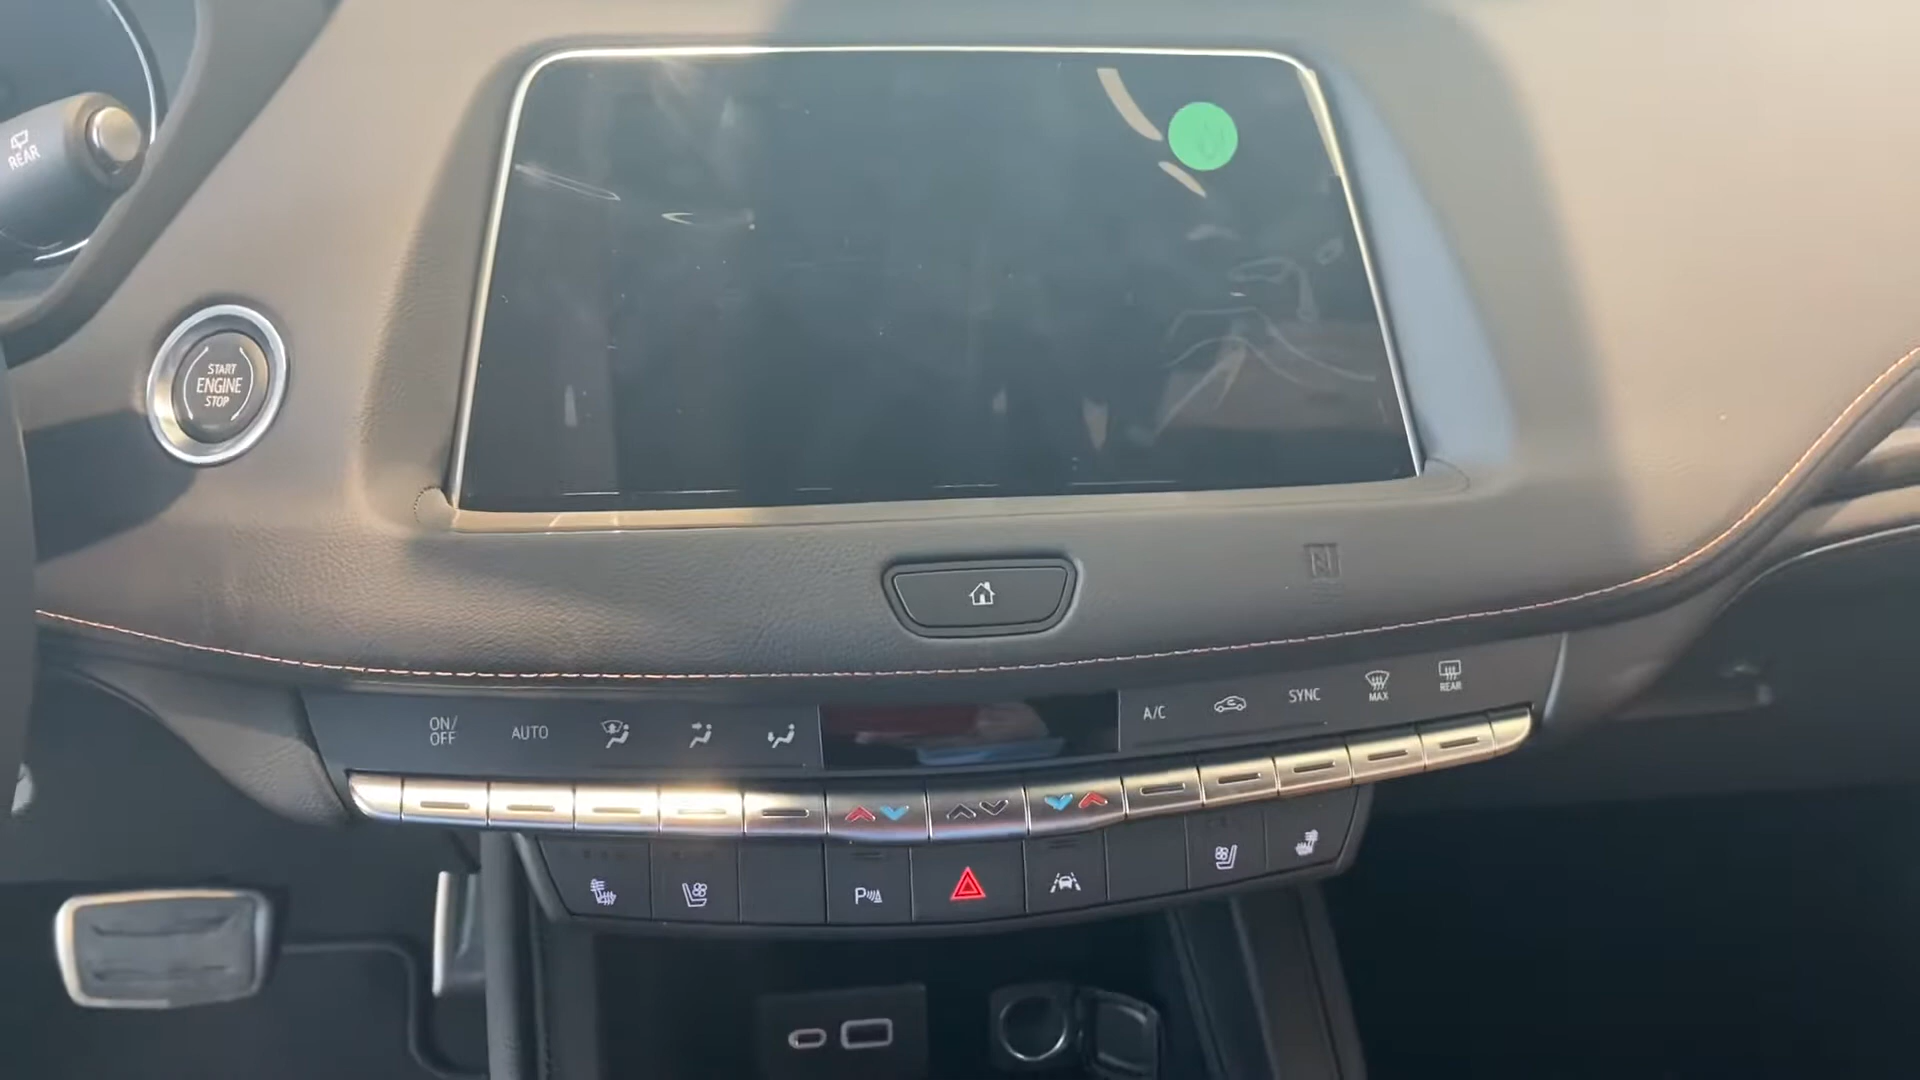 REAR
START
ENGINE
STOP
ON/
OFF
AUTO
A/C
SYNC
MAX
REAR
P